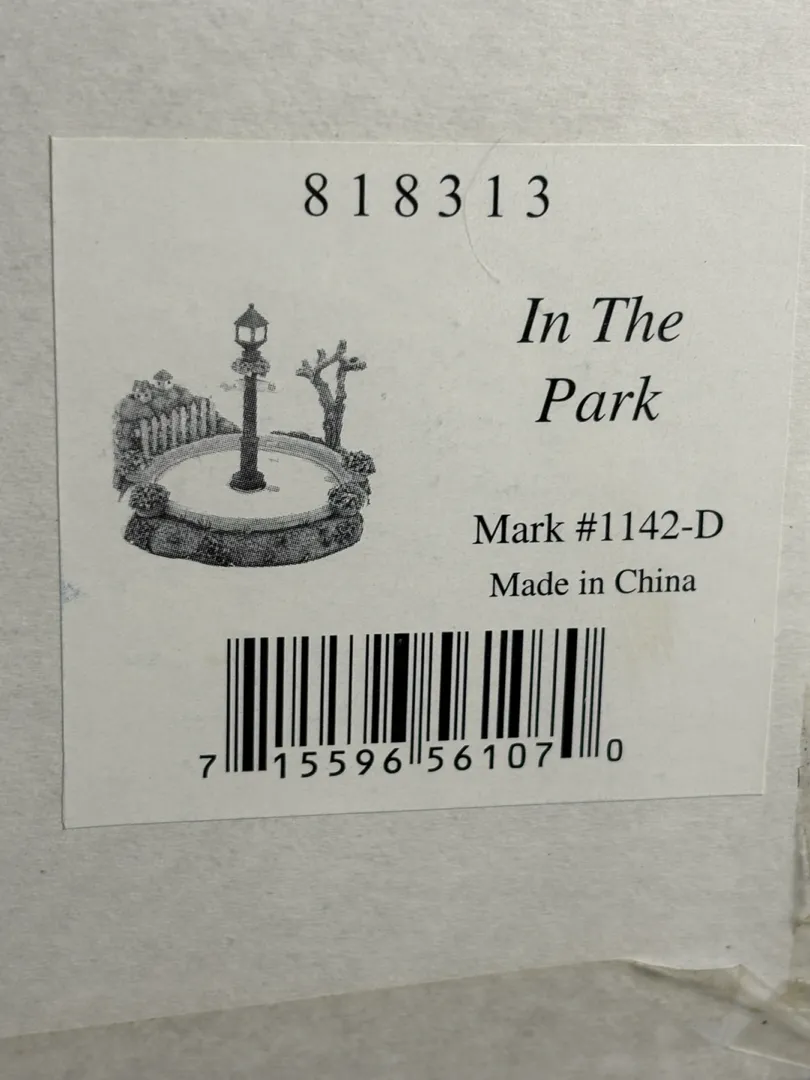 818313
In The
Park
Mark #1142-D
Made in China
7 15596 56107 0